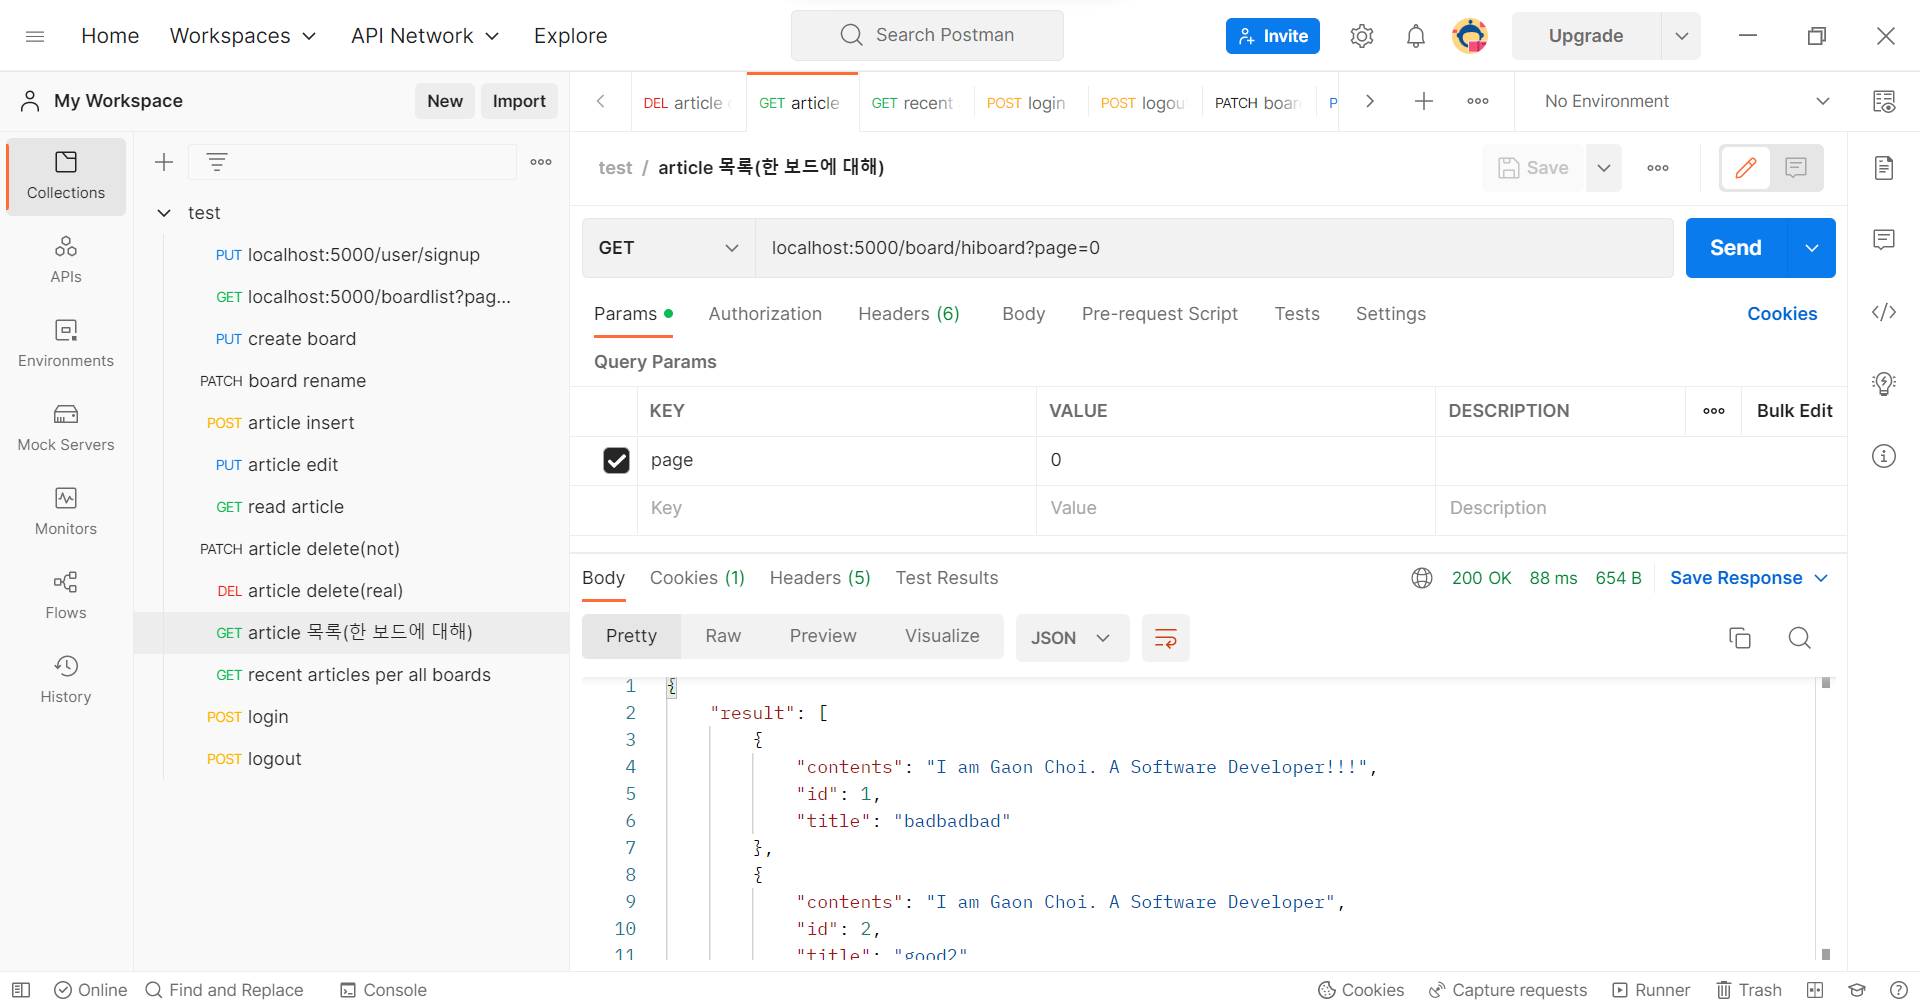 Home Workspaces API Network Explore Search Postman Invite Upgrade
My Workspace New Import
DEL article GET article GET recent POST login POST logou PATCH boar P No Environment
Collections
APIs
Environments
Mock Servers
Monitors
Flows
History
test
PUT localhost:5000/user/signup
GET localhost:5000/boardlist?pag...
PUT create board
PATCH board rename
POST article insert
PUT article edit
GET read article
PATCH article delete(not)
DEL article delete(real)
GET article 목록(한 보드에 대해)
GET recent articles per all boards
POST login
POST logout
test / article 목록(한 보드에 대해) Save
GET localhost:5000/board/hiboard?page=0 Send
Params Authorization Headers (6) Body Pre-request Script Tests Settings Cookies
Query Params
KEY VALUE DESCRIPTION Bulk Edit
page 0
Key Value Description
Body Cookies (1) Headers (5) Test Results 200 OK 88 ms 654 B Save Response
Pretty Raw Preview Visualize JSON
1 {
2 "result": [
3 {
4 "contents": "I am Gaon Choi. A Software Developer!!!",
5 "id": 1,
6 "title": "badbadbad"
7 },
8 {
9 "contents": "I am Gaon Choi. A Software Developer",
10 "id": 2,
11 "title": "good2"
Online Find and Replace Console Cookies Capture requests Runner Trash